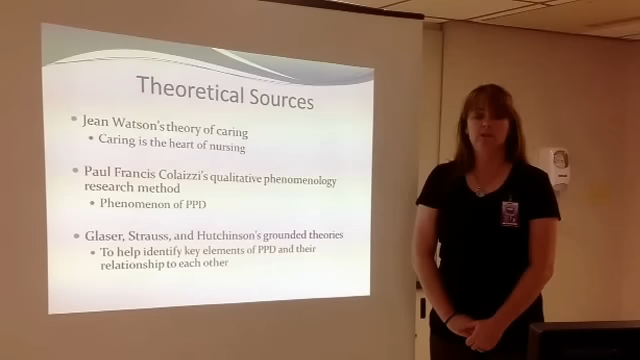 Theoretical Sources
• Jean Watson's theory of caring
• Caring is the heart of nursing
• Paul Francis Colaizzi's qualitative phenomenology
research method
• Phenomenon of PPD
• Glaser, Strauss, and Hutchinson's grounded theories
• To help identify key elements of PPD and their
relationship to each other